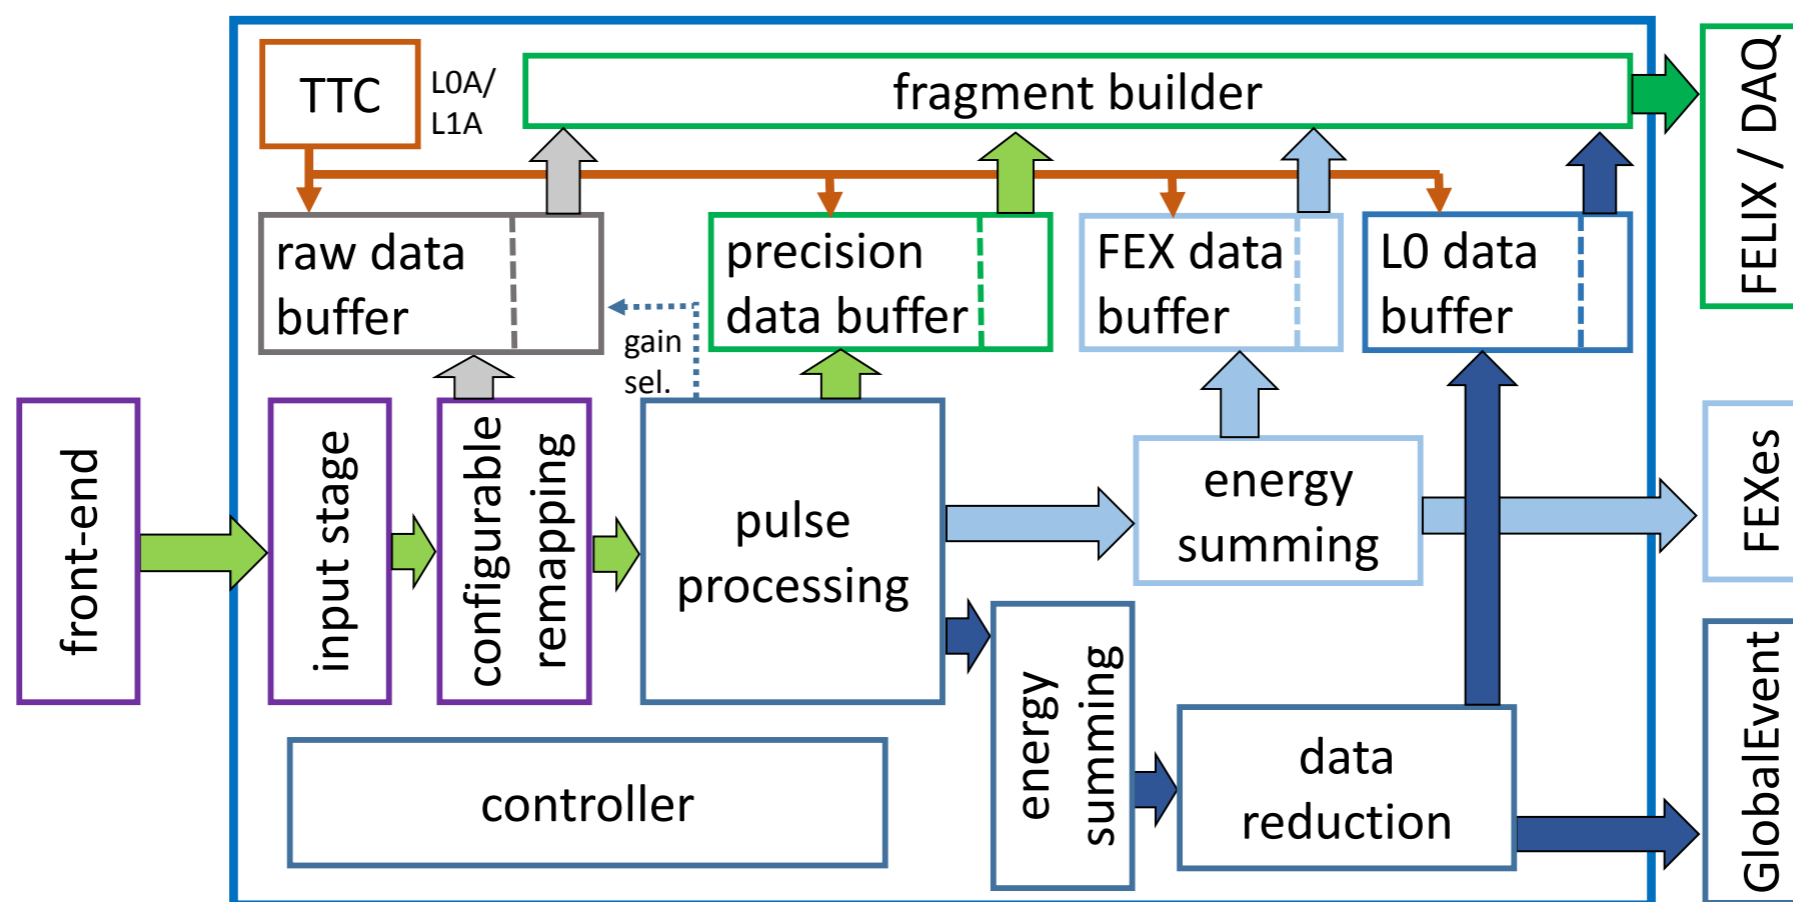 TTC
L0A/
L1A
fragment builder
FELIX / DAQ
raw data
buffer
precision
data buffer
FEX data
buffer
L0 data
buffer
gain
sel.
front-end
input stage
configurable
remapping
pulse
processing
energy
summing
FEXes
energy
summing
data
reduction
GlobalEvent
controller